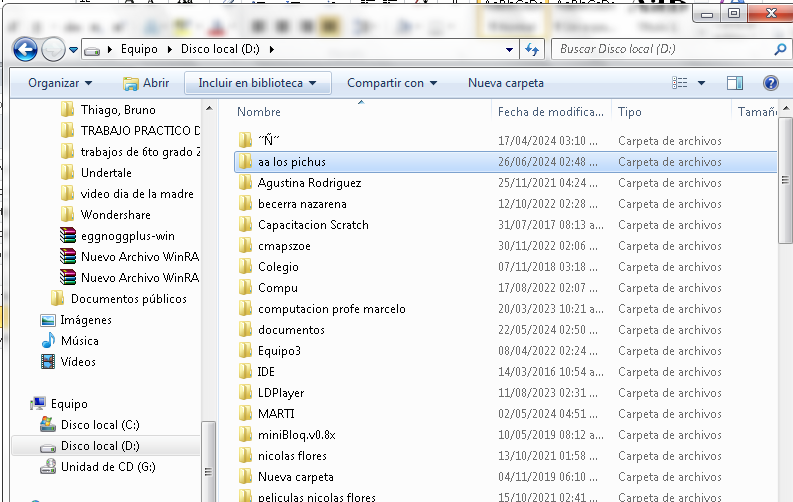 Equipo ▸ Disco local (D:) ▸
Buscar Disco local (D:)
Organizar Abrir Incluir en biblioteca Compartir con Nueva carpeta
Thiago, Bruno
TRABAJO PRACTICO D
trabajos de 6to grado 2
Undertale
video dia de la madre
Wondershare
eggnoggplus-win
Nuevo Archivo WinRA
Nuevo Archivo WinRA
Documentos públicos
Imágenes
Música
Vídeos
Equipo
Disco local (C:)
Disco local (D:)
Unidad de CD (G:)
Nombre Fecha de modifica... Tipo Tamaño
´´Ñ´´ 17/04/2024 03:10 ... Carpeta de archivos
aa los pichus 26/06/2024 02:48 ... Carpeta de archivos
Agustina Rodriguez 25/11/2021 04:24 ... Carpeta de archivos
becerra nazarena 12/10/2022 02:28 ... Carpeta de archivos
Capacitacion Scratch 31/07/2017 08:13 a... Carpeta de archivos
cmapszoe 30/11/2022 02:06 ... Carpeta de archivos
Colegio 07/11/2018 03:18 ... Carpeta de archivos
Compu 17/08/2022 02:07 ... Carpeta de archivos
computacion profe marcelo 20/03/2023 10:21 a... Carpeta de archivos
documentos 22/05/2024 02:50 ... Carpeta de archivos
Equipo3 08/04/2022 02:24 ... Carpeta de archivos
IDE 14/03/2016 10:54 a... Carpeta de archivos
LDPlayer 11/08/2023 02:31 ... Carpeta de archivos
MARTI 02/05/2024 04:51 ... Carpeta de archivos
miniBloq.v0.8x 10/05/2019 08:12 a... Carpeta de archivos
nicolas flores 13/10/2021 01:58 ... Carpeta de archivos
Nueva carpeta 04/11/2019 06:10 ... Carpeta de archivos
peliculas nicolas flores 15/10/2021 02:41 ... Carpeta de archivos